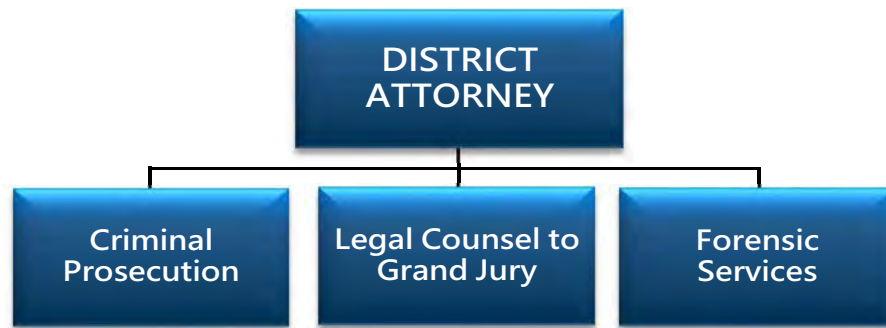 DISTRICT
ATTORNEY
Criminal
Prosecution
Legal Counsel to
Grand Jury
Forensic
Services